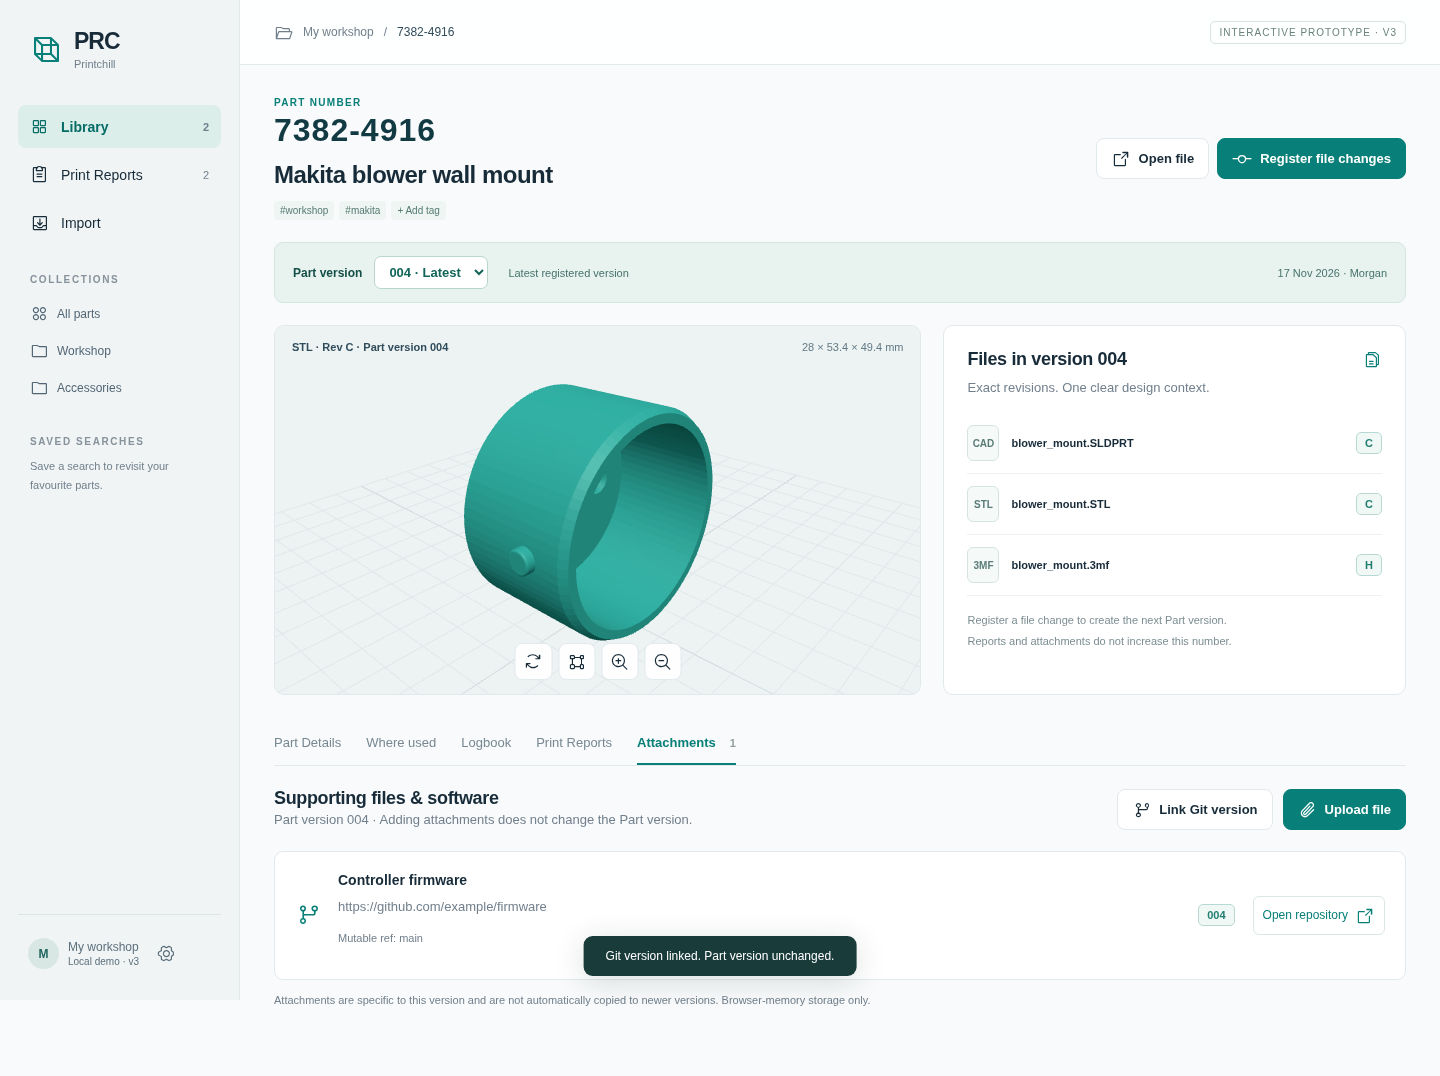 PRC
Printchill
Library 2
Print Reports 2
Import
COLLECTIONS
All parts
Workshop
Accessories
SAVED SEARCHES
Save a search to revisit your
favourite parts.
M
My workshop
Local demo · v3
My workshop / 7382-4916
INTERACTIVE PROTOTYPE · V3
PART NUMBER
7382-4916
Makita blower wall mount
#workshop #makita + Add tag
Open file
Register file changes
Part version 004 · Latest Latest registered version 17 Nov 2026 · Morgan
STL · Rev C · Part version 004 28 × 53.4 × 49.4 mm
Files in version 004
Exact revisions. One clear design context.
CAD blower_mount.SLDPRT C
STL blower_mount.STL C
3MF blower_mount.3mf H
Register a file change to create the next Part version.
Reports and attachments do not increase this number.
Part Details Where used Logbook Print Reports Attachments 1
Supporting files & software
Part version 004 · Adding attachments does not change the Part version.
Link Git version
Upload file
Controller firmware
https://github.com/example/firmware
Mutable ref: main
004
Open repository
Git version linked. Part version unchanged.
Attachments are specific to this version and are not automatically copied to newer versions. Browser-memory storage only.